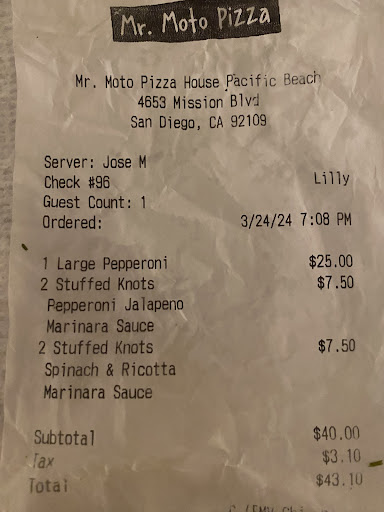 Mr. Moto Pizza
Mr. Moto Pizza House Pacific Beach
4653 Mission Blvd
San Diego, CA 92109
Server: Jose M
Check #96 Lilly
Guest Count: 1
Ordered: 3/24/24 7:08 PM
1 Large Pepperoni $25.00
2 Stuffed Knots $7.50
Pepperoni Jalapeno
Marinara Sauce
2 Stuffed Knots $7.50
Spinach & Ricotta
Marinara Sauce
Subtotal $40.00
Tax $3.10
Total $43.10